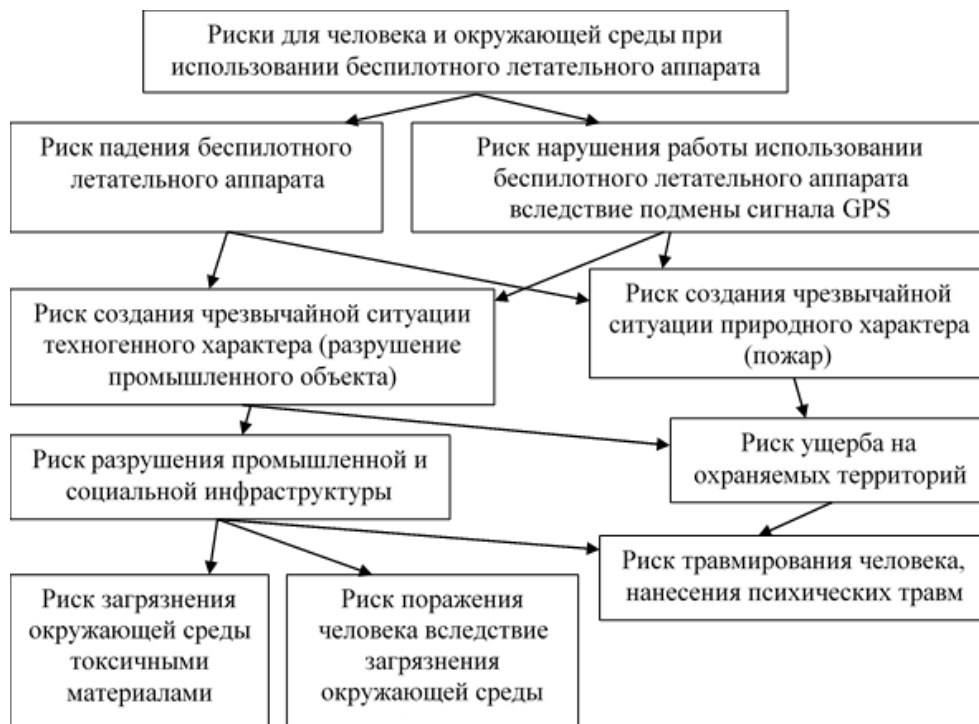 Риски для человека и окружающей среды при
использовании беспилотного летательного аппарата
Риск падения беспилотного
летательного аппарата
Риск нарушения работы использовании
беспилотного летательного аппарата
вследствие подмены сигнала GPS
Риск создания чрезвычайной ситуации
техногенного характера (разрушение
промышленного объекта)
Риск создания чрезвычайной
ситуации природного характера
(пожар)
Риск разрушения промышленной и
социальной инфраструктуры
Риск ущерба на
охраняемых территорий
Риск травмирования человека,
нанесения психических травм
Риск загрязнения
окружающей среды
токсичными
материалами
Риск поражения
человека вследствие
загрязнения
окружающей среды